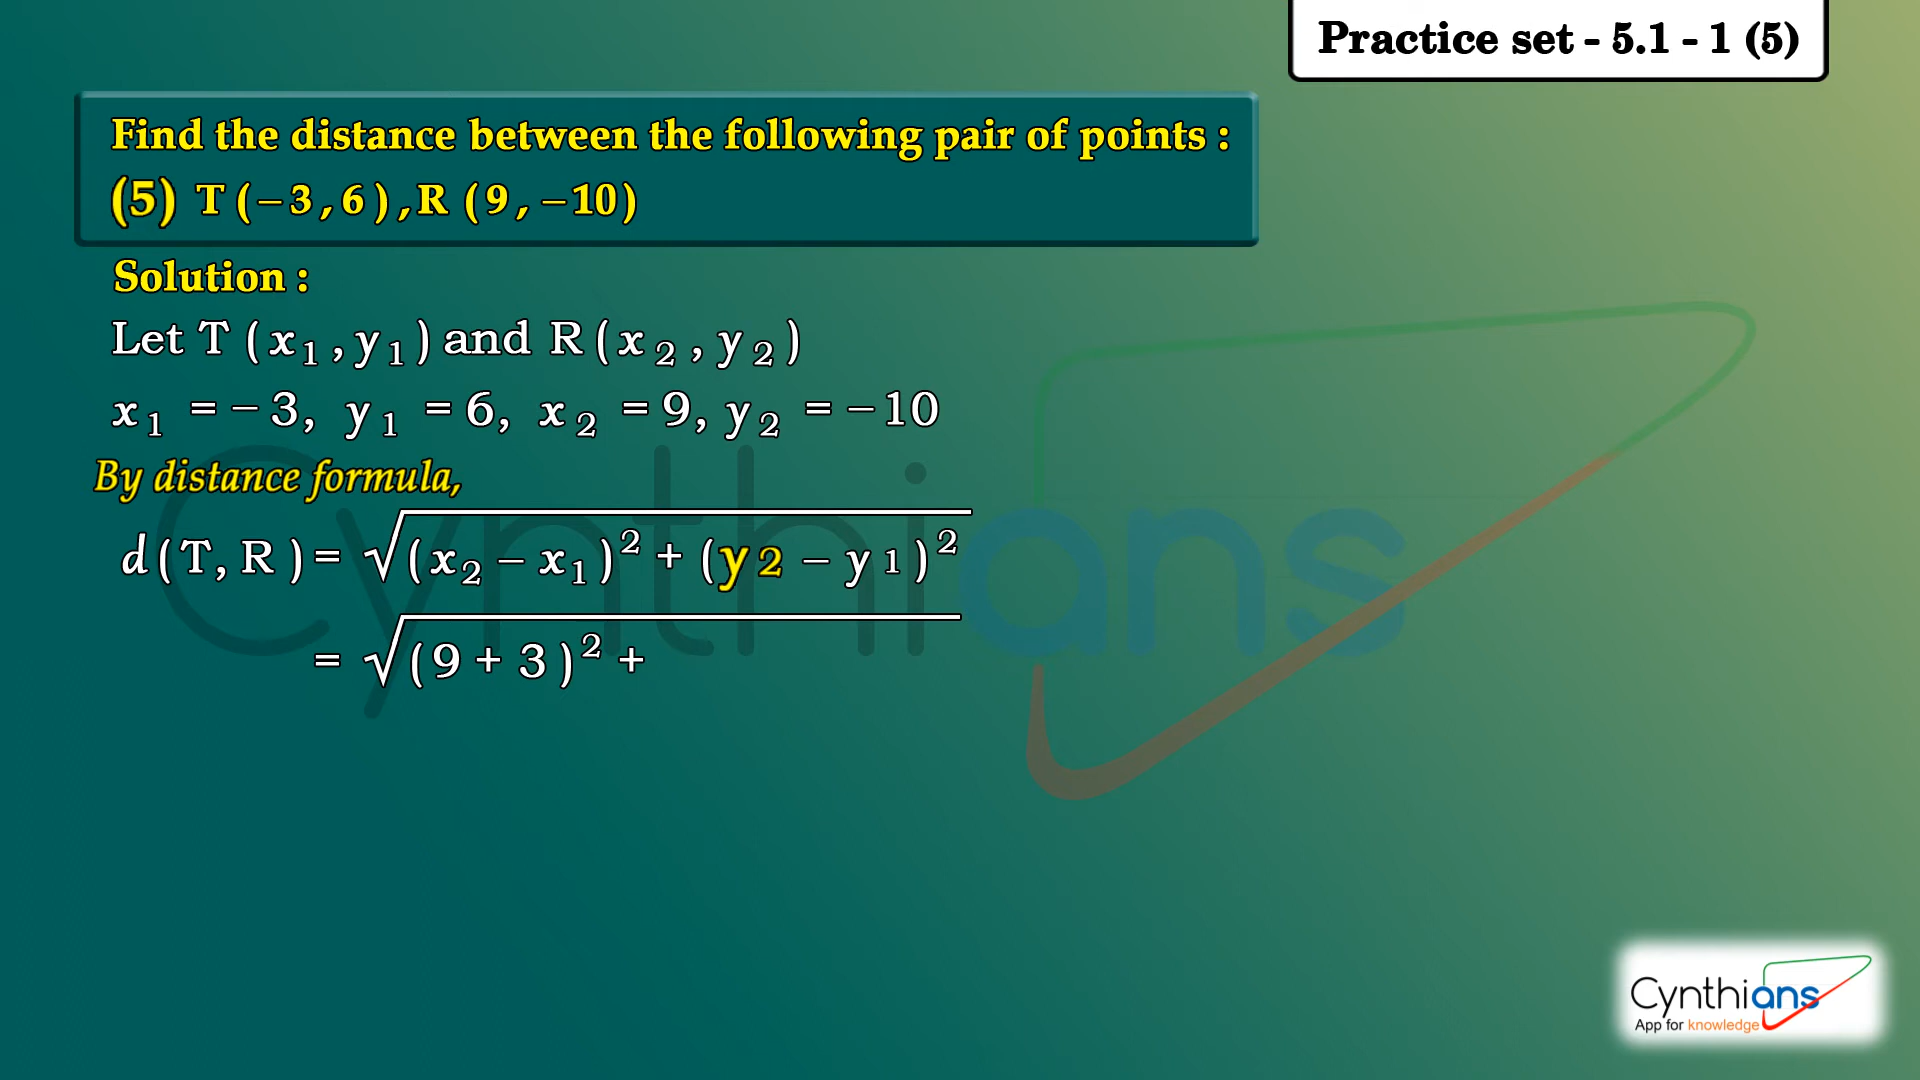 Practice set - 5.1 - 1 (5)
Find the distance between the following pair of points :
(5) T ( – 3 , 6 ) , R ( 9 , – 10 )
Solution :
Let T ( x₁ , y₁ ) and R ( x₂ , y₂ )
x₁ = – 3, y₁ = 6, x₂ = 9, y₂ = – 10
By distance formula,
d ( T, R ) = √( x₂ – x₁ )² + ( y₂ – y₁ )²
= √( 9 + 3 )² +
Cynthians
Cynthians
App for knowledge